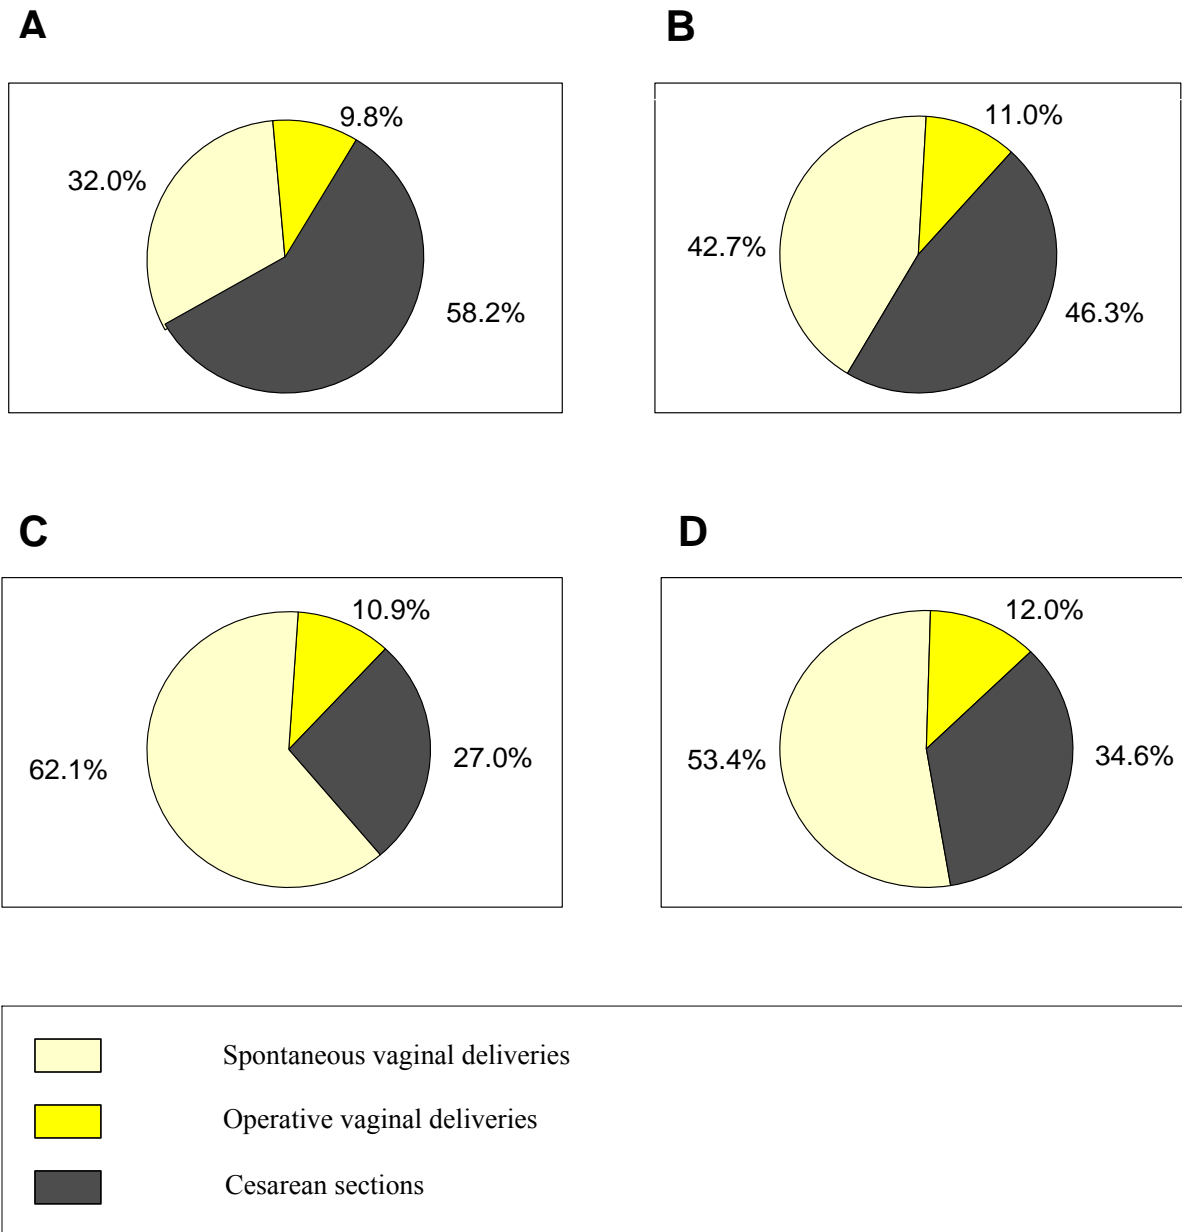 A
B
9.8%
11.0%
32.0%
42.7%
58.2%
46.3%
C
D
10.9%
12.0%
62.1%
27.0%
53.4%
34.6%
Spontaneous vaginal deliveries
Operative vaginal deliveries
Cesarean sections